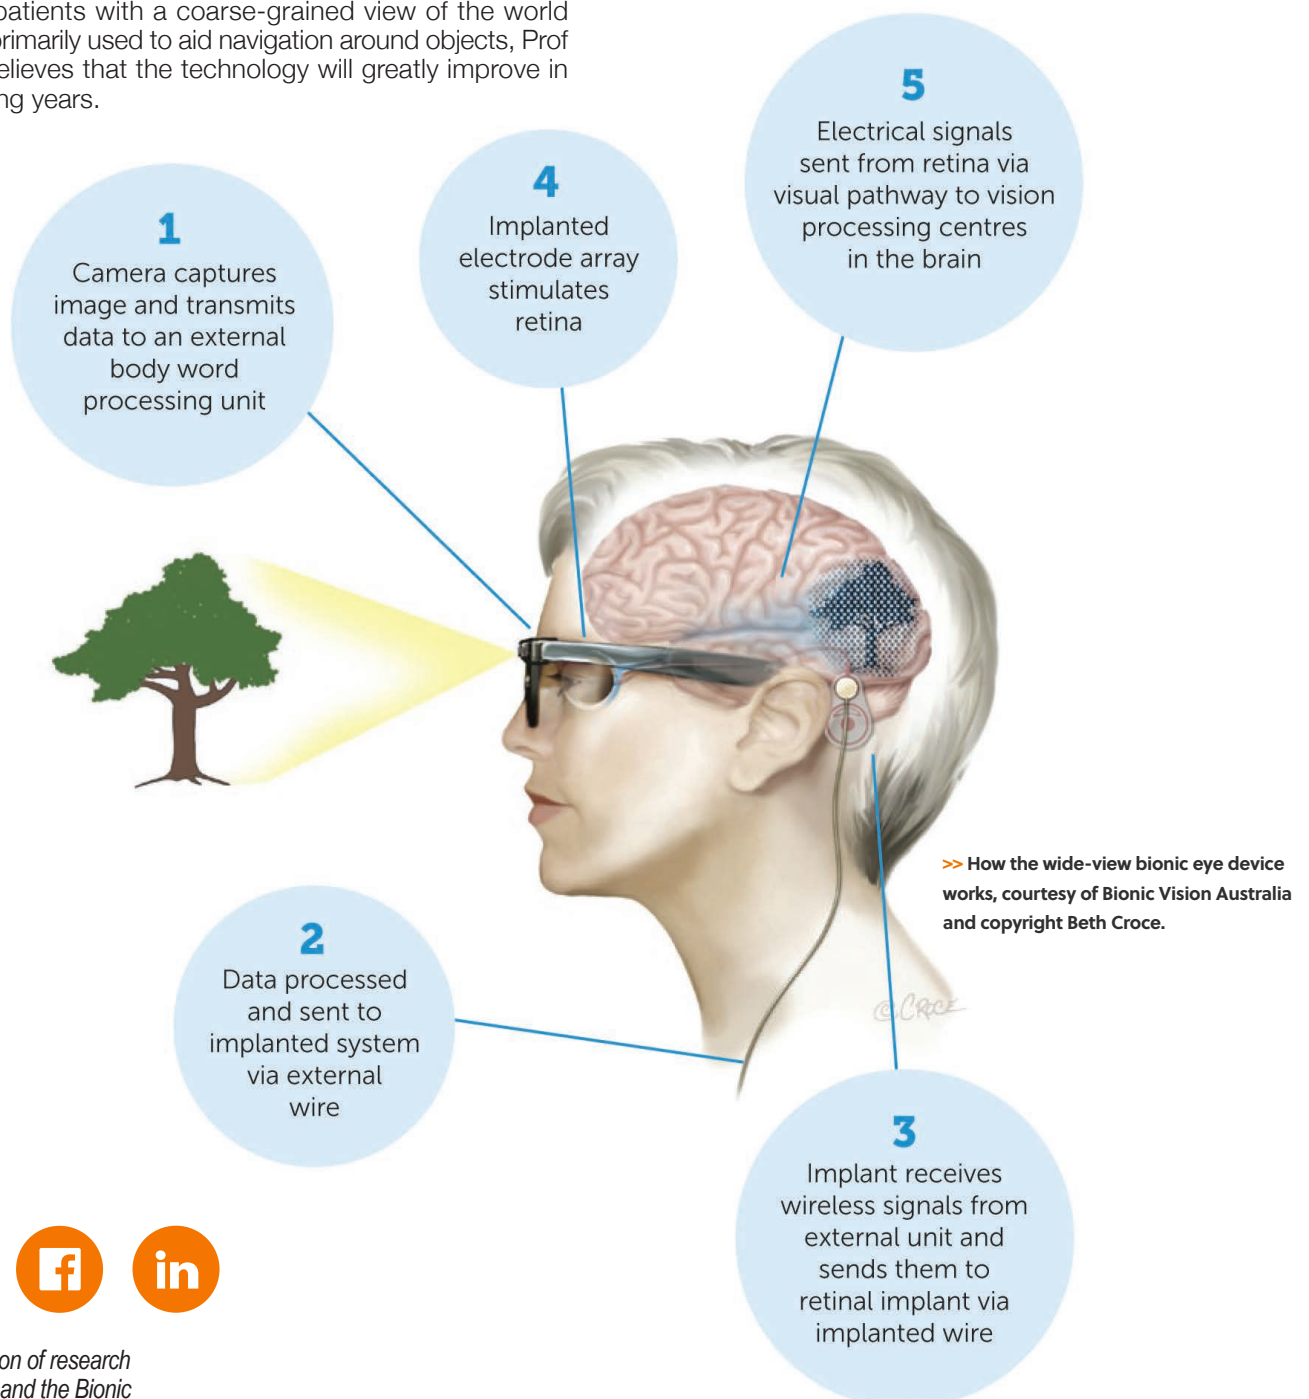 patients with a coarse-grained view of the world
primarily used to aid navigation around objects, Prof
elieves that the technology will greatly improve in
ng years.
1
Camera captures
image and transmits
data to an external
body word
processing unit
4
Implanted
electrode array
stimulates
retina
5
Electrical signals
sent from retina via
visual pathway to vision
processing centres
in the brain
>> How the wide-view bionic eye device
works, courtesy of Bionic Vision Australia
and copyright Beth Croce.
© CROCE
2
Data processed
and sent to
implanted system
via external
wire
3
Implant receives
wireless signals from
external unit and
sends them to
retinal implant via
implanted wire
f in
on of research
and the Bionic